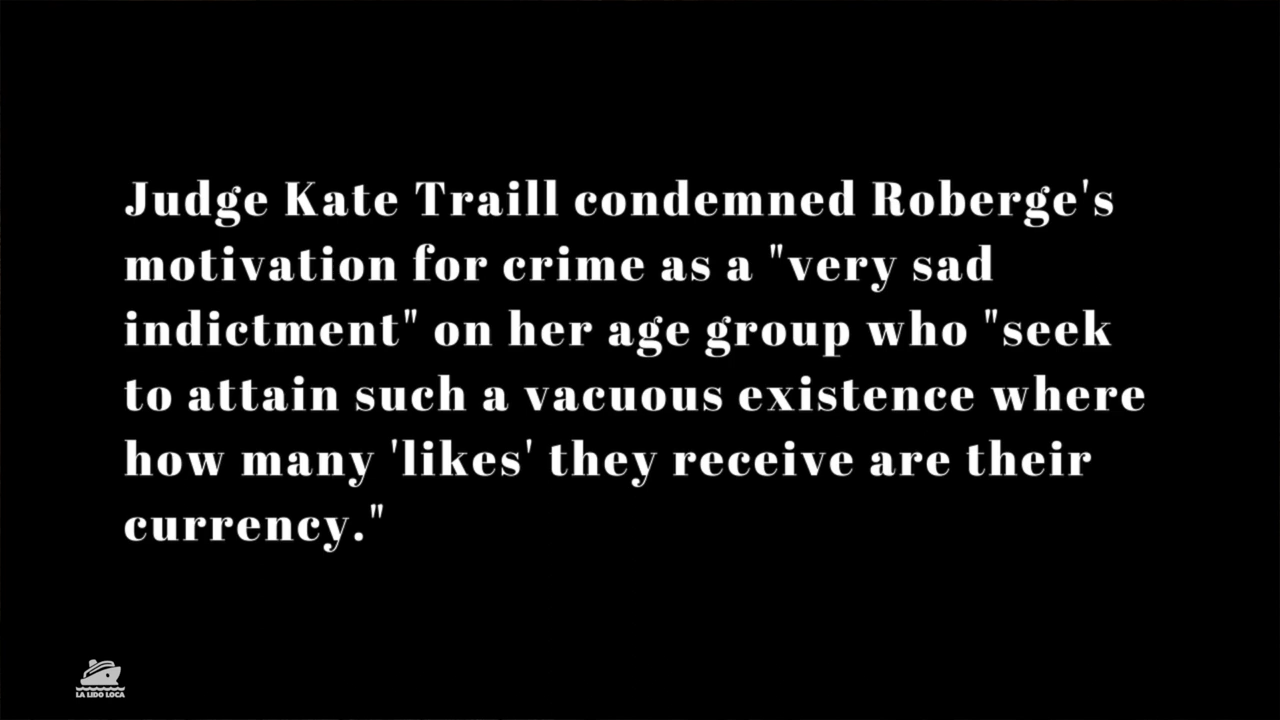 Judge Kate Traill condemned Roberge's
motivation for crime as a "very sad
indictment" on her age group who "seek
to attain such a vacuous existence where
how many 'likes' they receive are their
currency."
LA LIDO LOCA